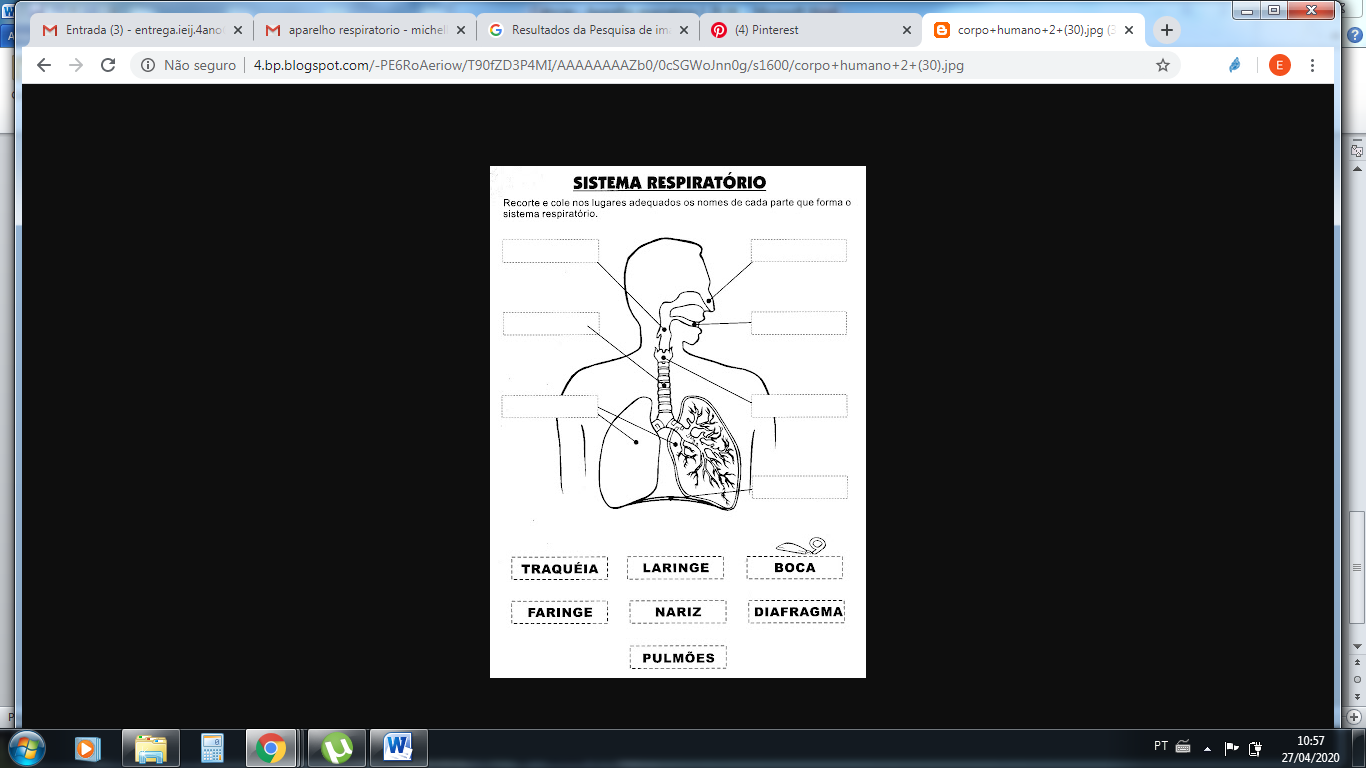 Entrada (3) - entrega.ieij.4ano
aparelho respiratorio - michel
Resultados da Pesquisa de im
(4) Pinterest
corpo+humano+2+(30).jpg (
Não seguro
4.bp.blogspot.com/-PE6RoAeriow/T90fZD3P4MI/AAAAAAAAZb0/0cSGWoJnn0g/s1600/corpo+humano+2+(30).jpg
E
SISTEMA RESPIRATÓRIO
Recorte e cole nos lugares adequados os nomes de cada parte que forma o
sistema respiratório.
TRAQUÉIA
LARINGE
BOCA
FARINGE
NARIZ
DIAFRAGMA
PULMÕES
PT
10:57
27/04/2020